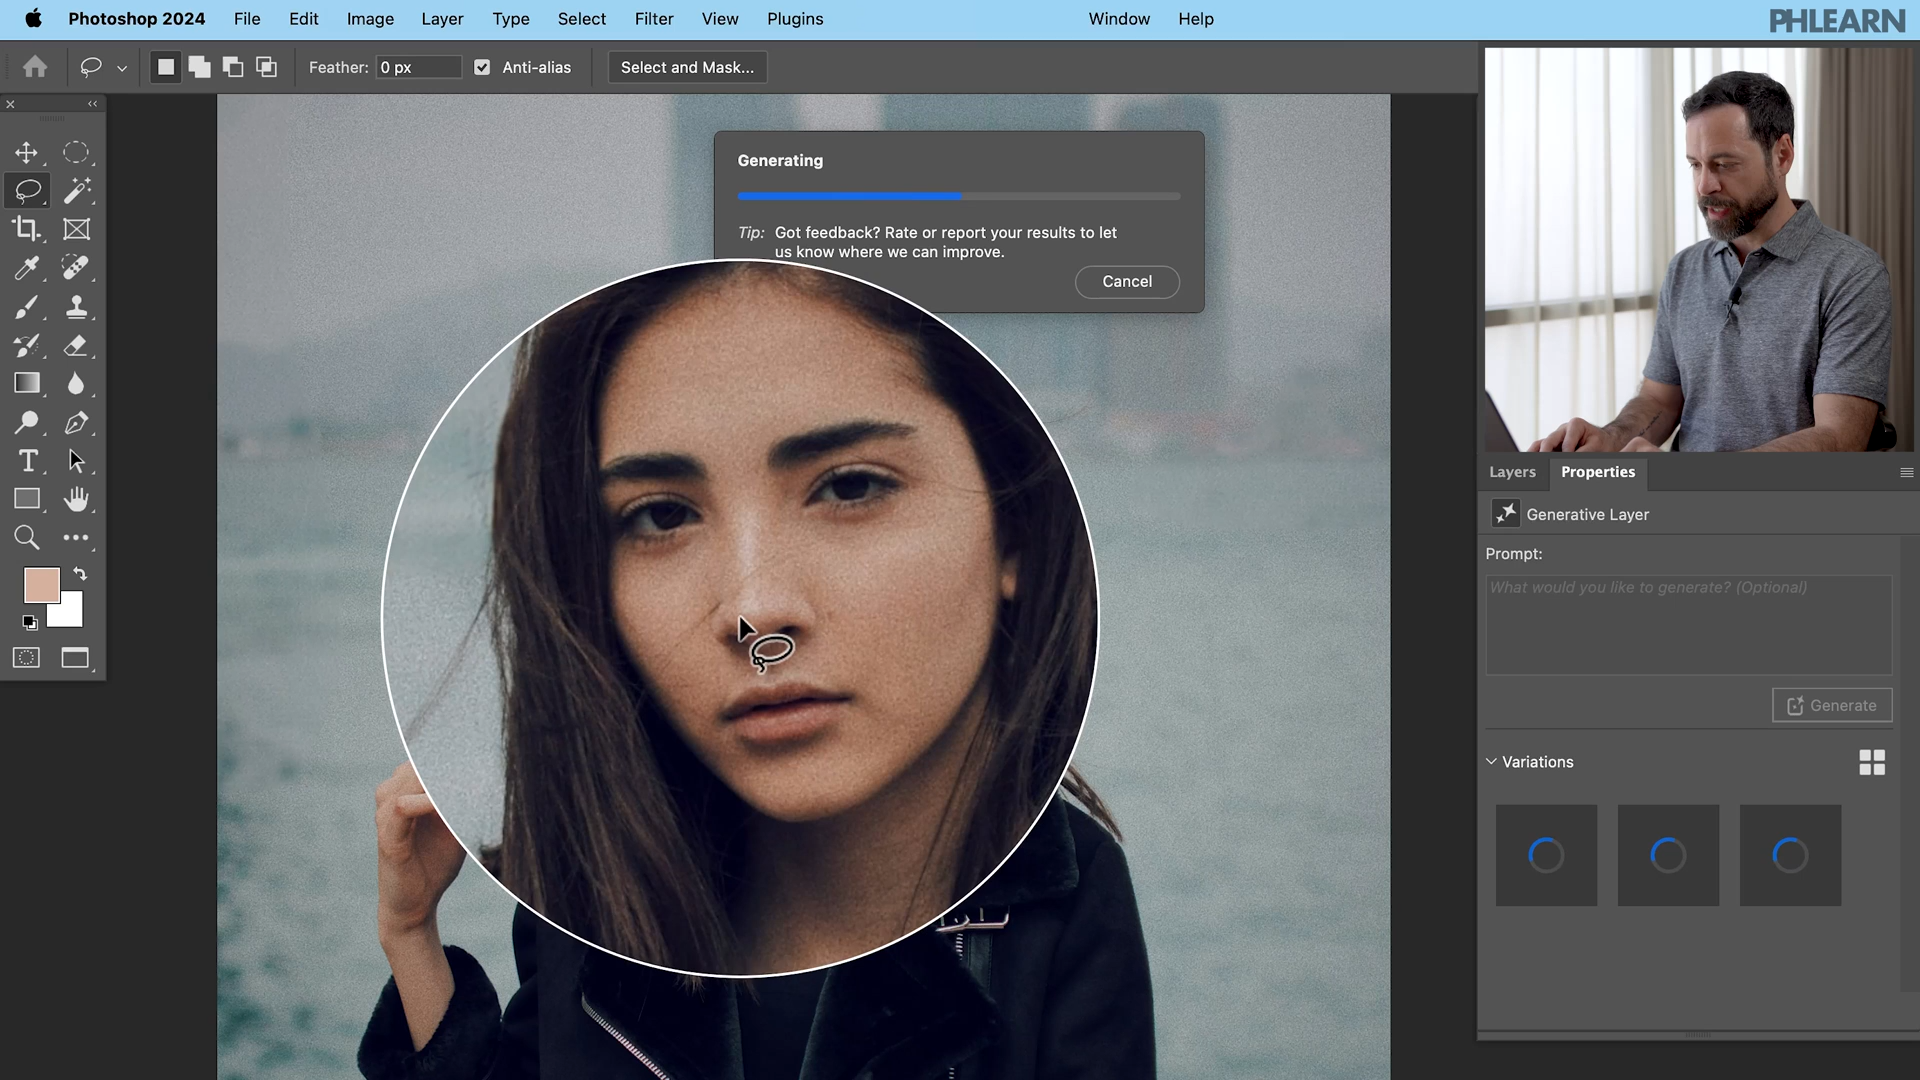 Photoshop 2024 File Edit Image Layer Type Select Filter View Plugins Window Help
PHLEARN
Feather: 0 px Anti-alias Select and Mask...
Generating
Tip: Got feedback? Rate or report your results to let
us know where we can improve.
Cancel
Layers Properties
Generative Layer
Prompt:
What would you like to generate? (Optional)
Generate
Variations